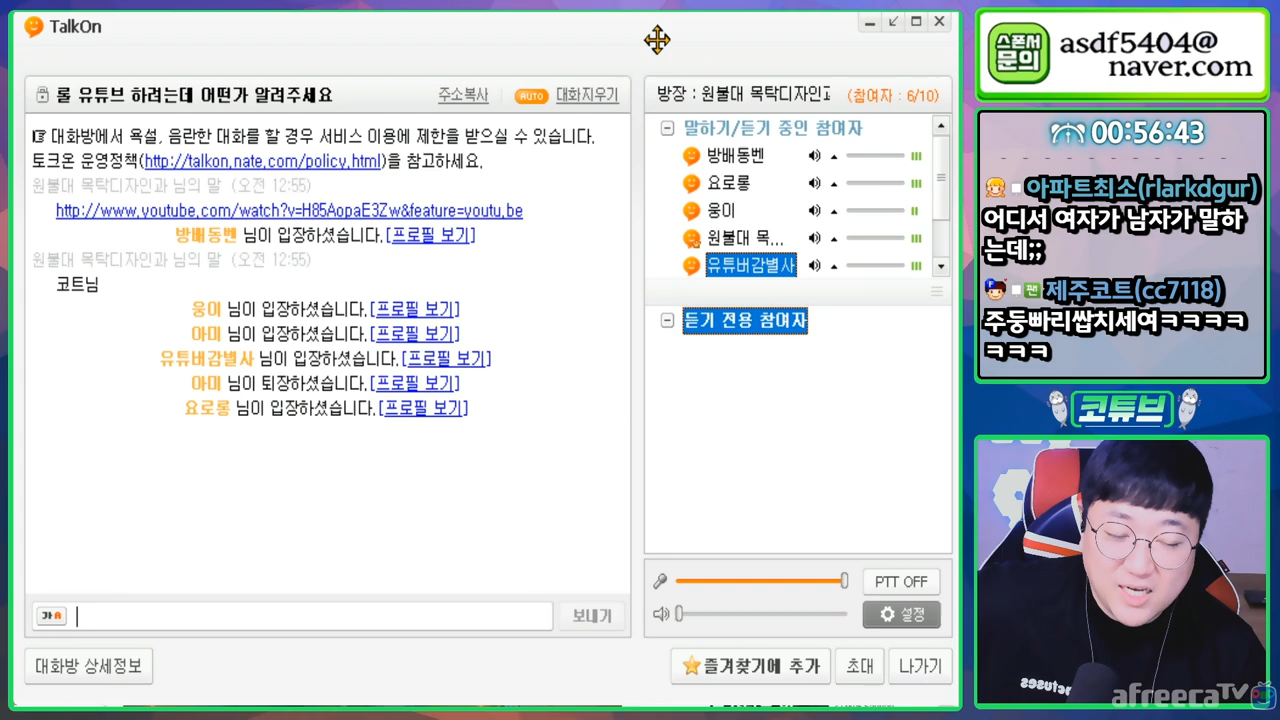 TalkOn
롤 유튜브 하려는데 어떤가 알려주세요
주소복사
AUTO
대화지우기
☞ 대화방에서 욕설, 음란한 대화를 할 경우 서비스 이용에 제한을 받으실 수 있습니다.
토크온 운영정책(http://talkon.nate.com/policy.html)을 참고하세요.
원불대 목탁디자인과 님의 말 (오전 12:55)
http://www.youtube.com/watch?v=H85AopaE3Zw&feature=youtu.be
방배동벤 님이 입장하셨습니다.[프로필 보기]
원불대 목탁디자인과 님의 말 (오전 12:55)
코트님
웅이 님이 입장하셨습니다.[프로필 보기]
아미 님이 입장하셨습니다.[프로필 보기]
유튜버감별사 님이 입장하셨습니다.[프로필 보기]
아미 님이 퇴장하셨습니다.[프로필 보기]
요로롱 님이 입장하셨습니다.[프로필 보기]
가A
보내기
대화방 상세정보
방장 : 원불대 목탁디자인과
(참여자 : 6/10)
말하기/듣기 중인 참여자
방배동벤
요로롱
웅이
원불대 목...
유튜버감별사
듣기 전용 참여자
PTT OFF
설정
즐겨찾기에 추가
초대
나가기
스폰서
문의
asdf5404@
naver.com
00:56:43
아파트최소(rlarkdgur)
어디서 여자가 남자가 말하
는데;;
팬 제주코트(cc7118)
주둥빠리쌉치세여ㅋㅋㅋㅋ
ㅋㅋㅋ
코튜브
afreecaTV